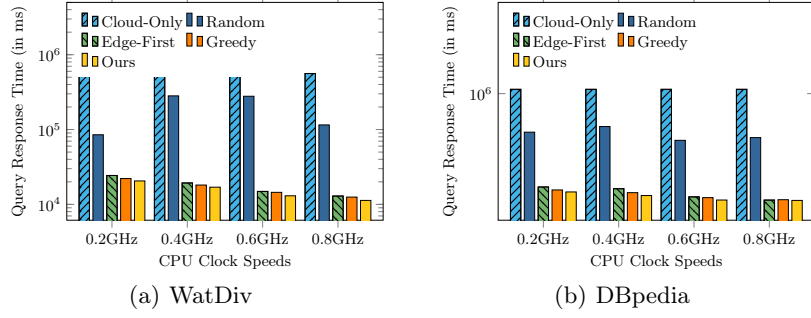 Query Response Time (in ms)
10^6
10^5
10^4
Cloud-Only
Random
Edge-First
Greedy
Ours
0.2GHz 0.4GHz 0.6GHz 0.8GHz
CPU Clock Speeds
(a) WatDiv
Query Response Time (in ms)
10^6
Cloud-Only
Random
Edge-First
Greedy
Ours
0.2GHz 0.4GHz 0.6GHz 0.8GHz
CPU Clock Speeds
(b) DBpedia